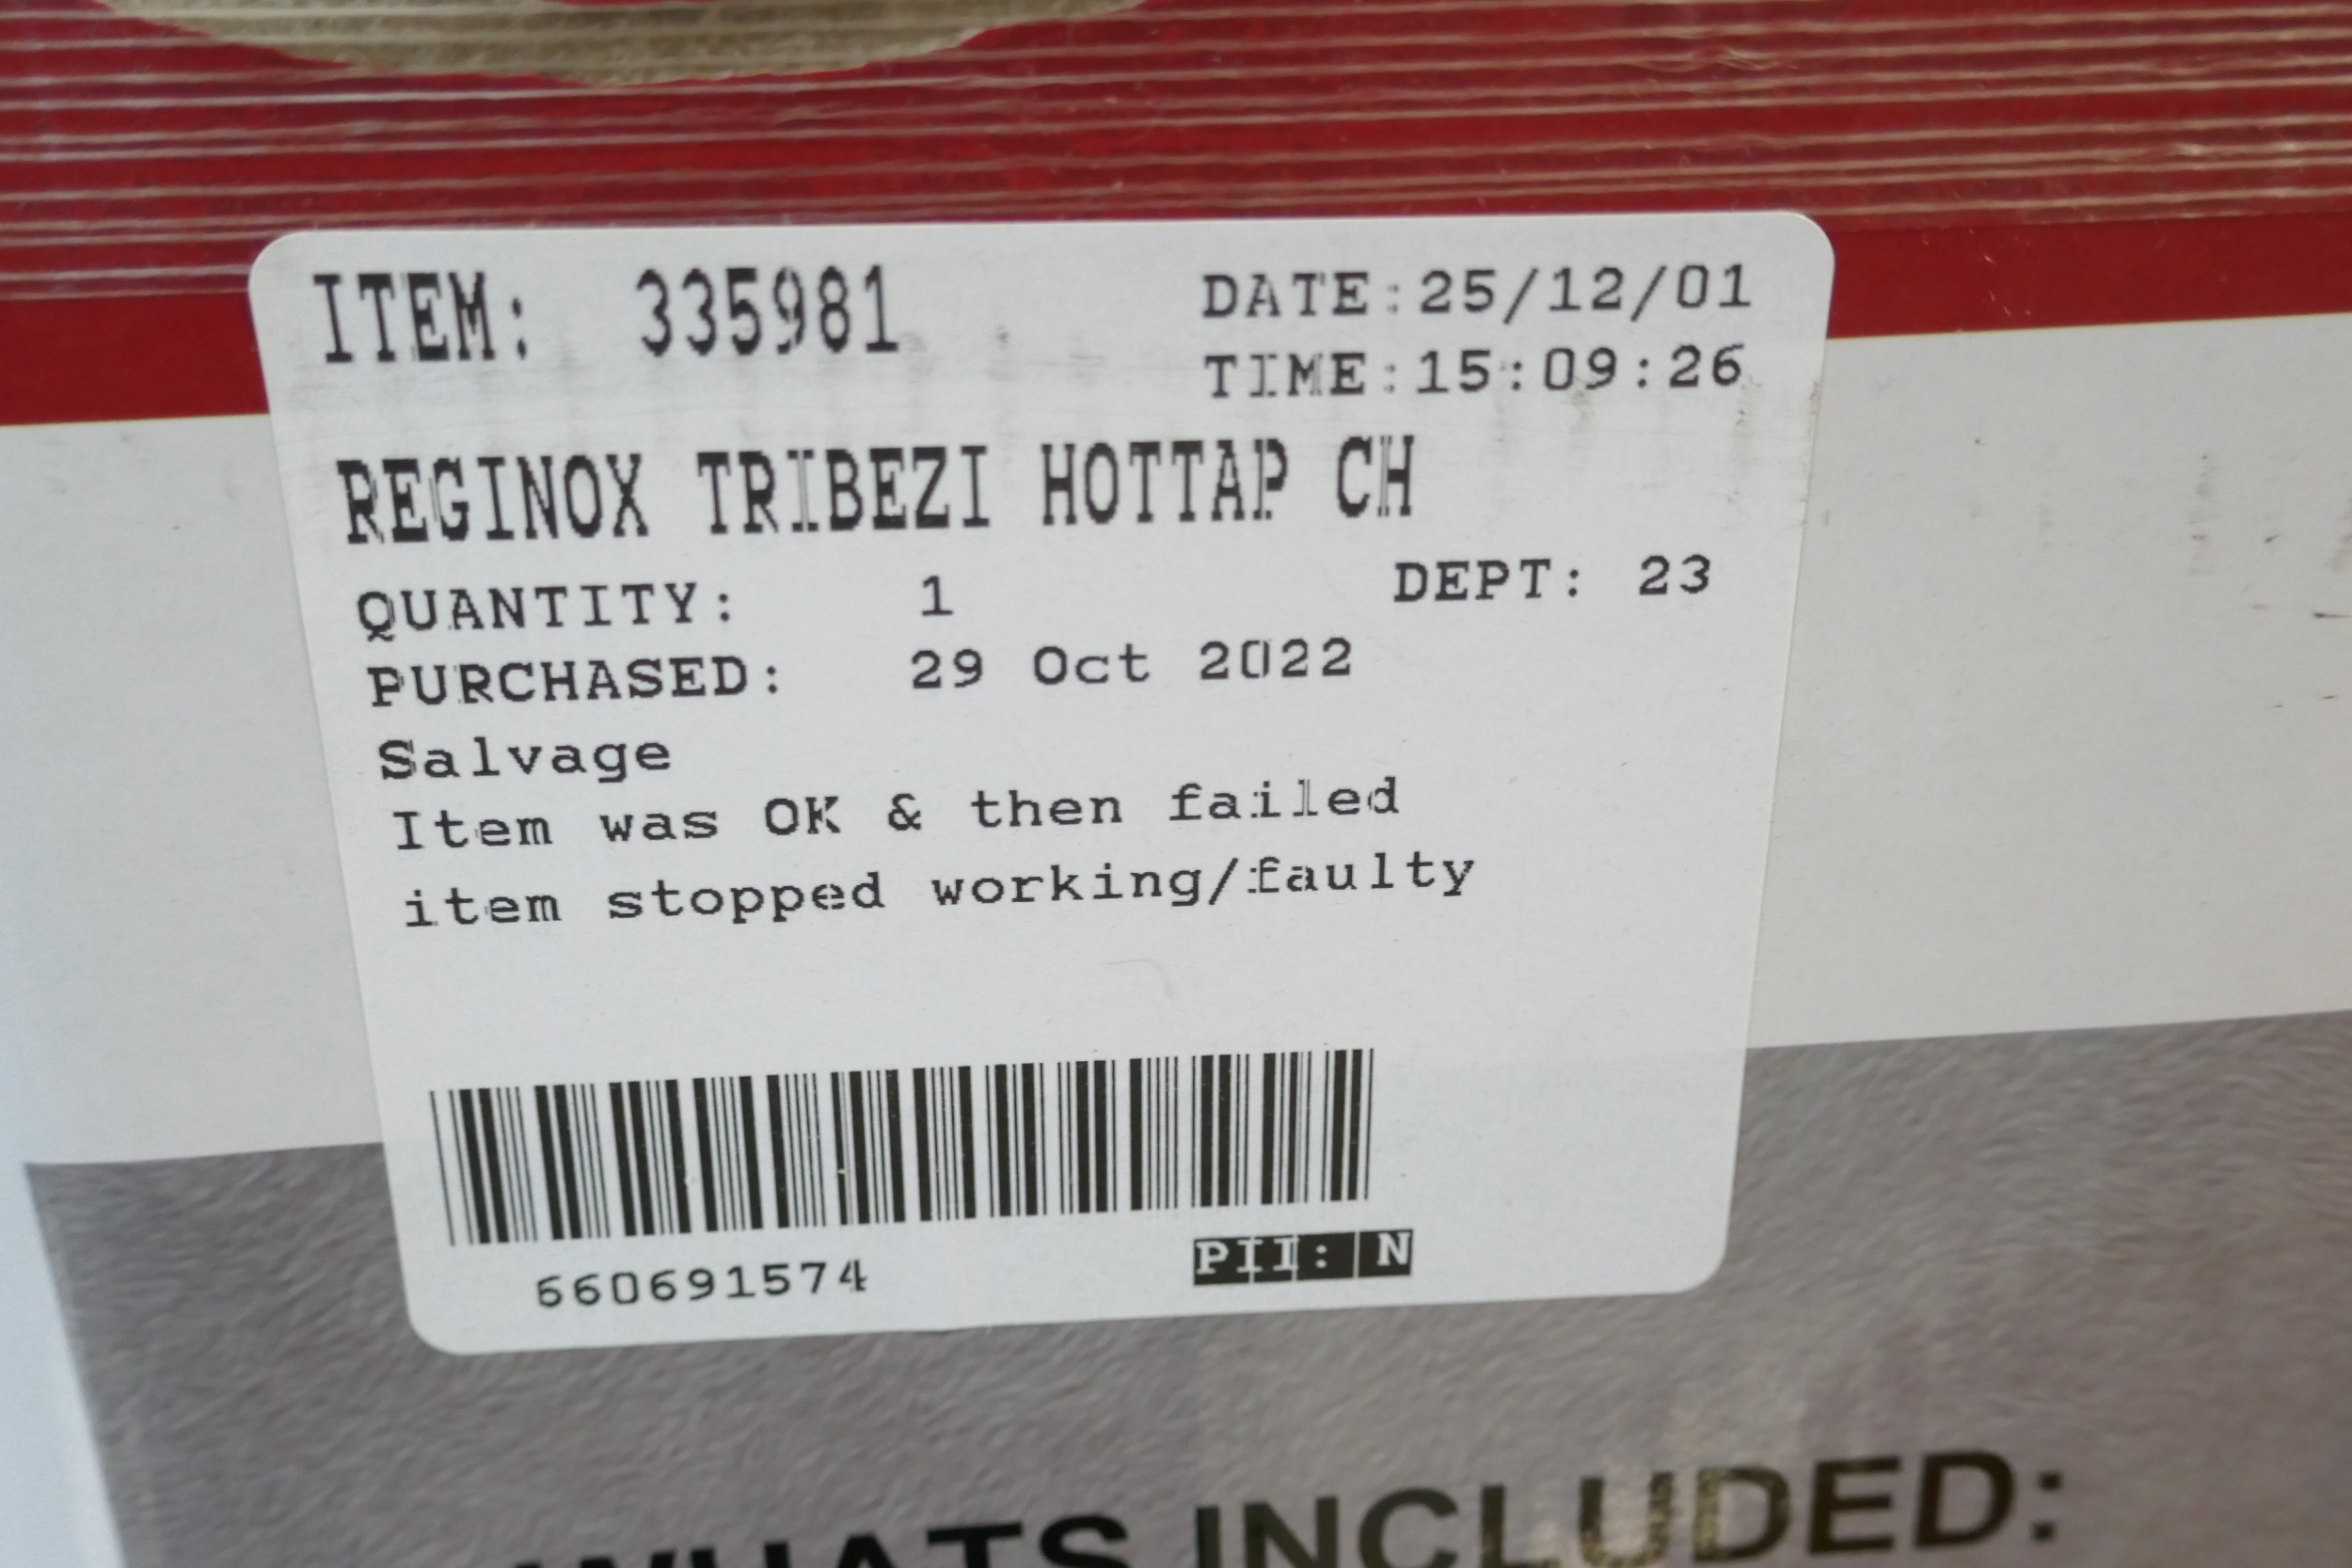 ITEM: 335981
DATE:25/12/01
TIME:15:09:26
REGINOX TRIBEZI HOTTAP CH
QUANTITY: 1
DEPT: 23
PURCHASED: 29 Oct 2022
Salvage
Item was OK & then failed
item stopped working/faulty
660691574
PII: N
WHATS INCLUDED: